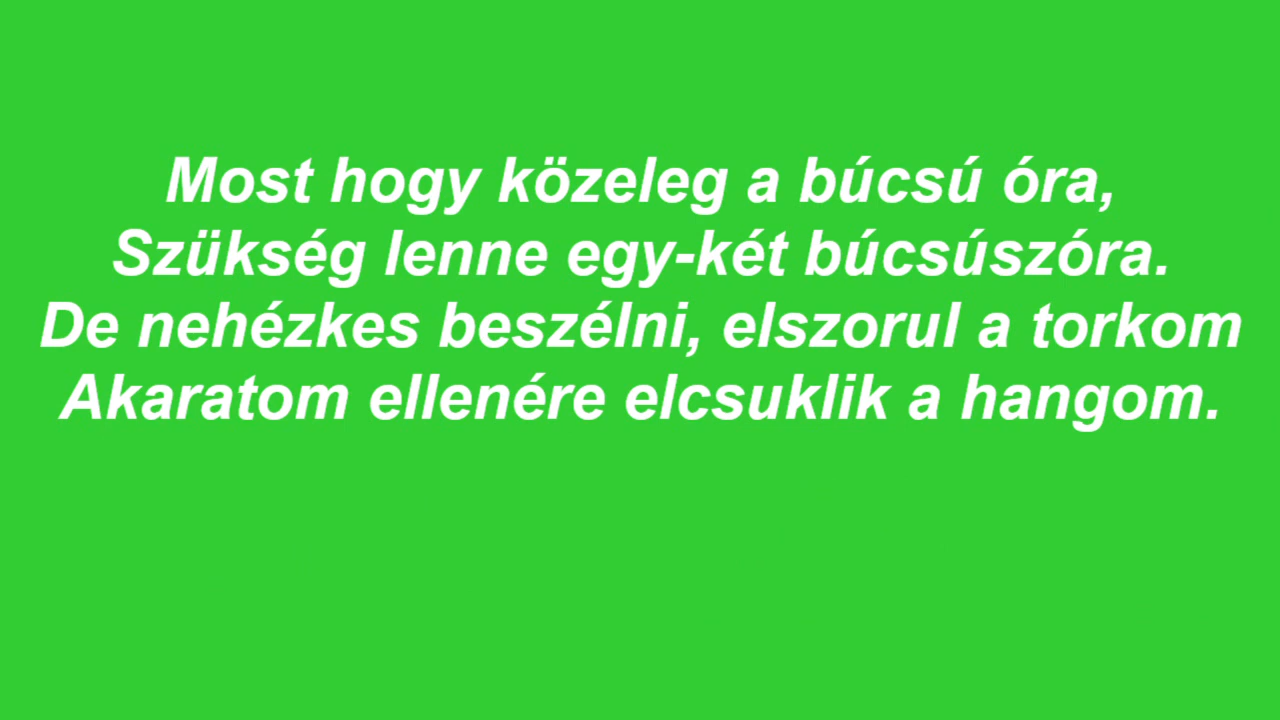 Most hogy közeleg a búcsú óra,
Szükség lenne egy-két búcsúszóra.
De nehézkes beszélni, elszorul a torkom
Akaratom ellenére elcsuklik a hangom.